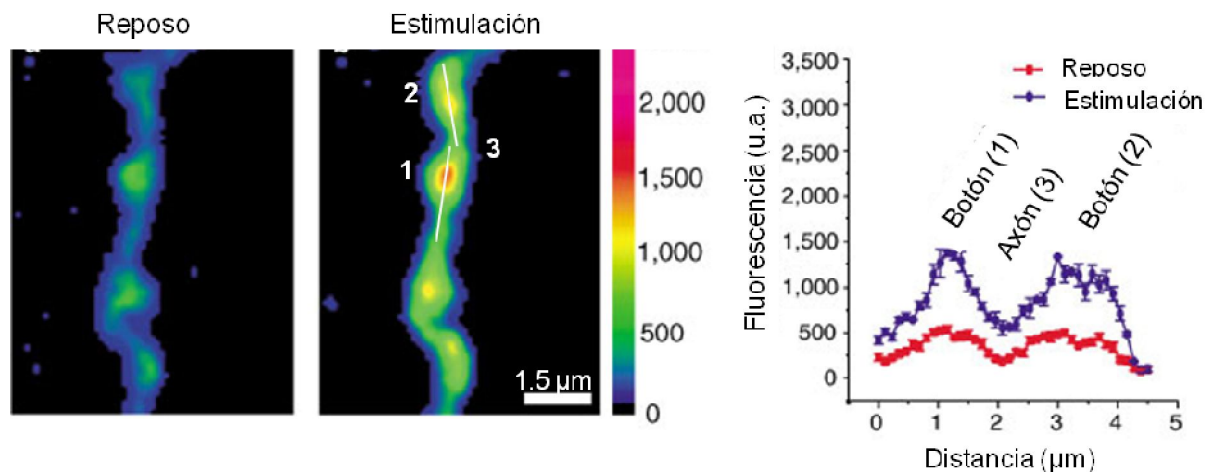 Reposo
Estimulación
2
3
1
1.5 µm
2,000
1,500
1,000
500
0
Fluorescencia (u.a.)
3,500
3,000
2,500
2,000
1,500
1,000
500
0
Reposo
Estimulación
Botón (1)
Axón (3)
Botón (2)
0 1 2 3 4 5
Distancia (µm)